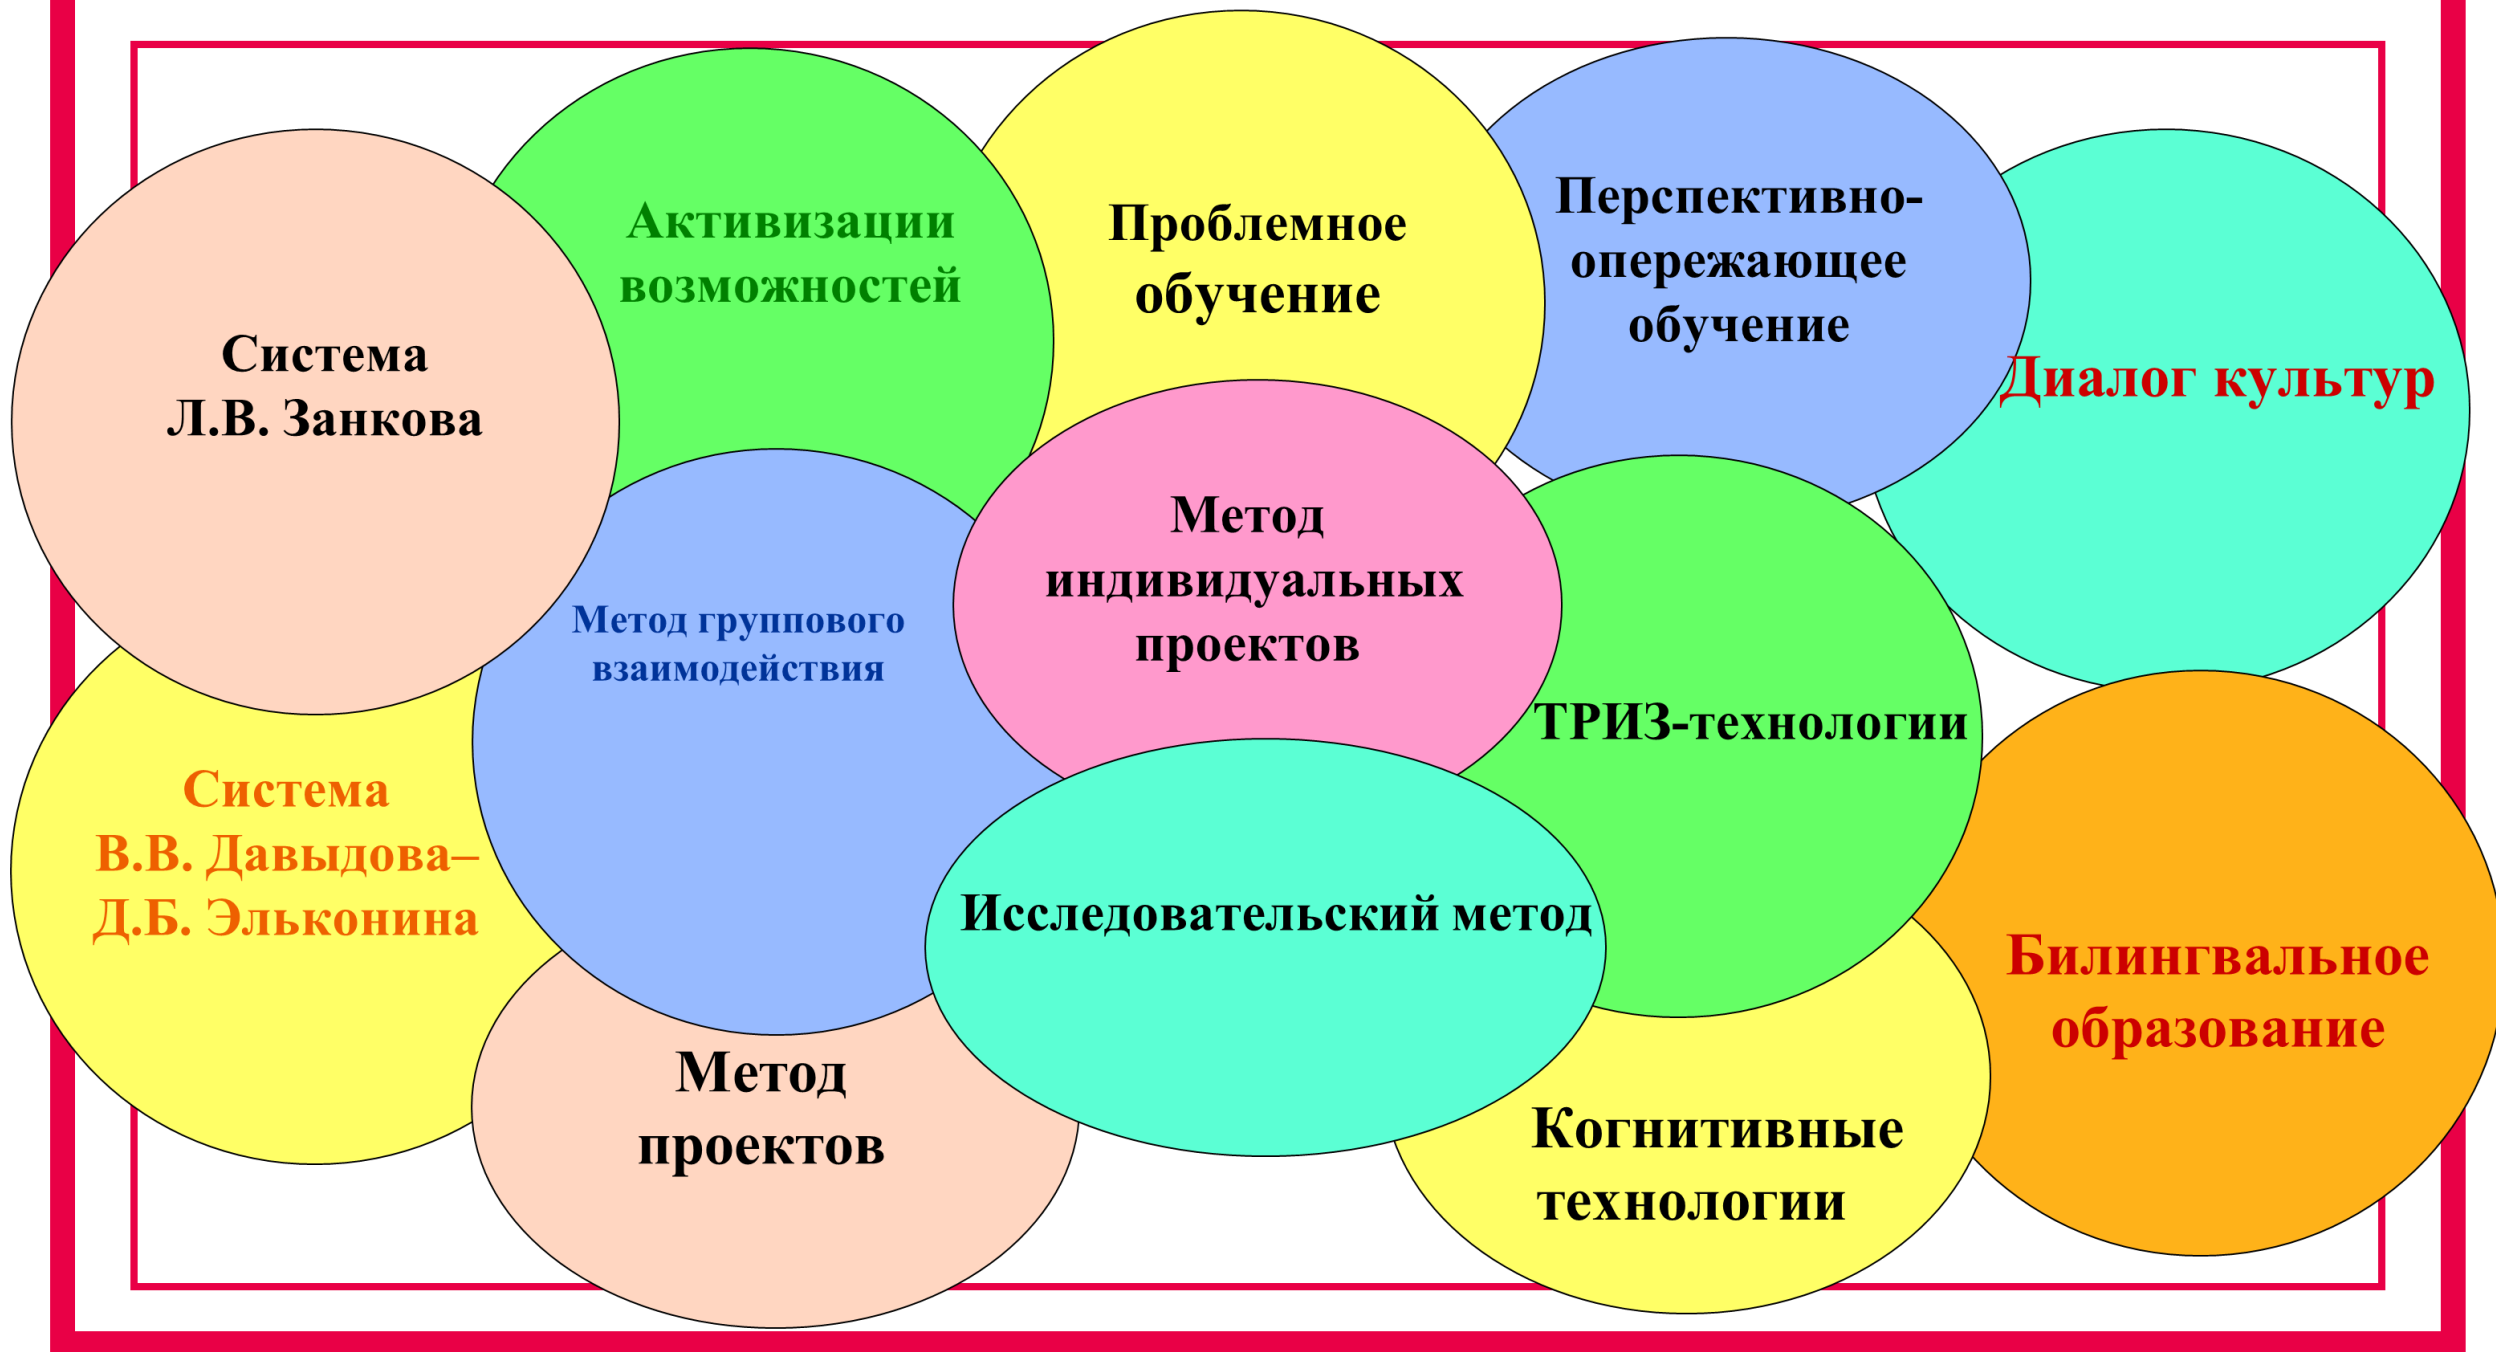 Активизации
возможностей
Проблемное
обучение
Перспективно-
опережающее
обучение
Система
Л.В. Занкова
Диалог культур
Метод
индивидуальных
проектов
Метод группового
взаимодействия
ТРИЗ-технологии
Система
В.В. Давыдова–
Д.Б. Эльконина
Исследовательский метод
Билингвальное
образование
Метод
проектов
Когнитивные
технологии